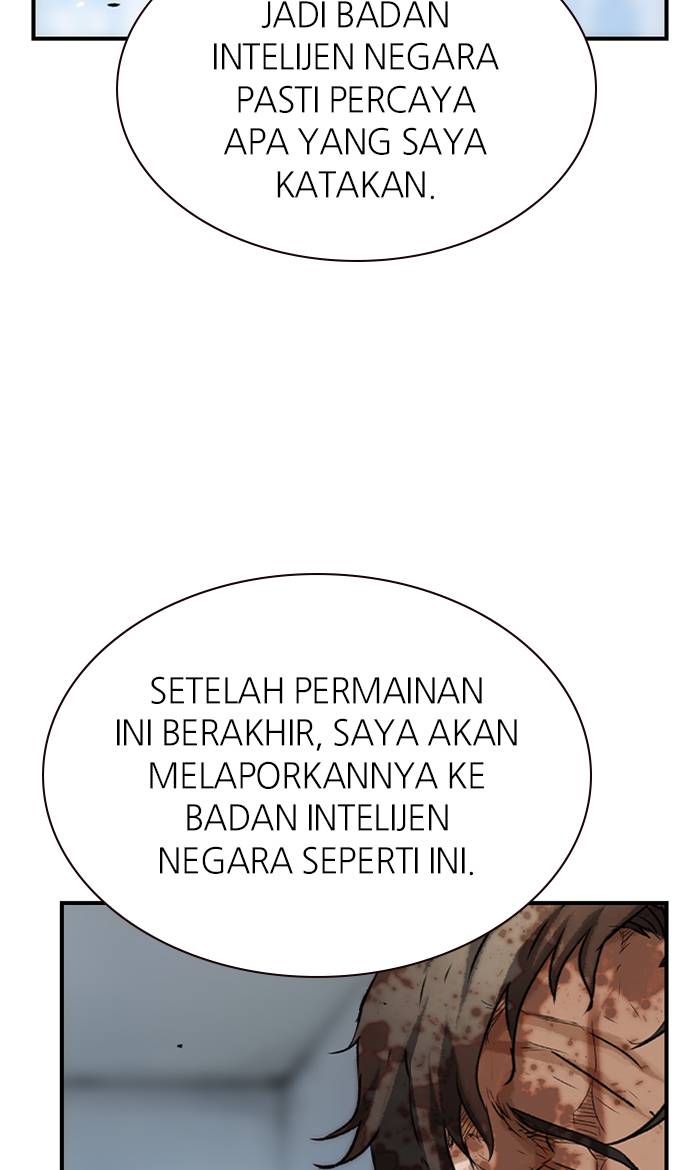 JADI BADAN
INTELIJEN NEGARA
PASTI PERCAYA
APA YANG SAYA
KATAKAN.
SETELAH PERMAINAN
INI BERAKHIR, SAYA AKAN
MELAPORKANNYA KE
BADAN INTELIJEN
NEGARA SEPERTI INI.